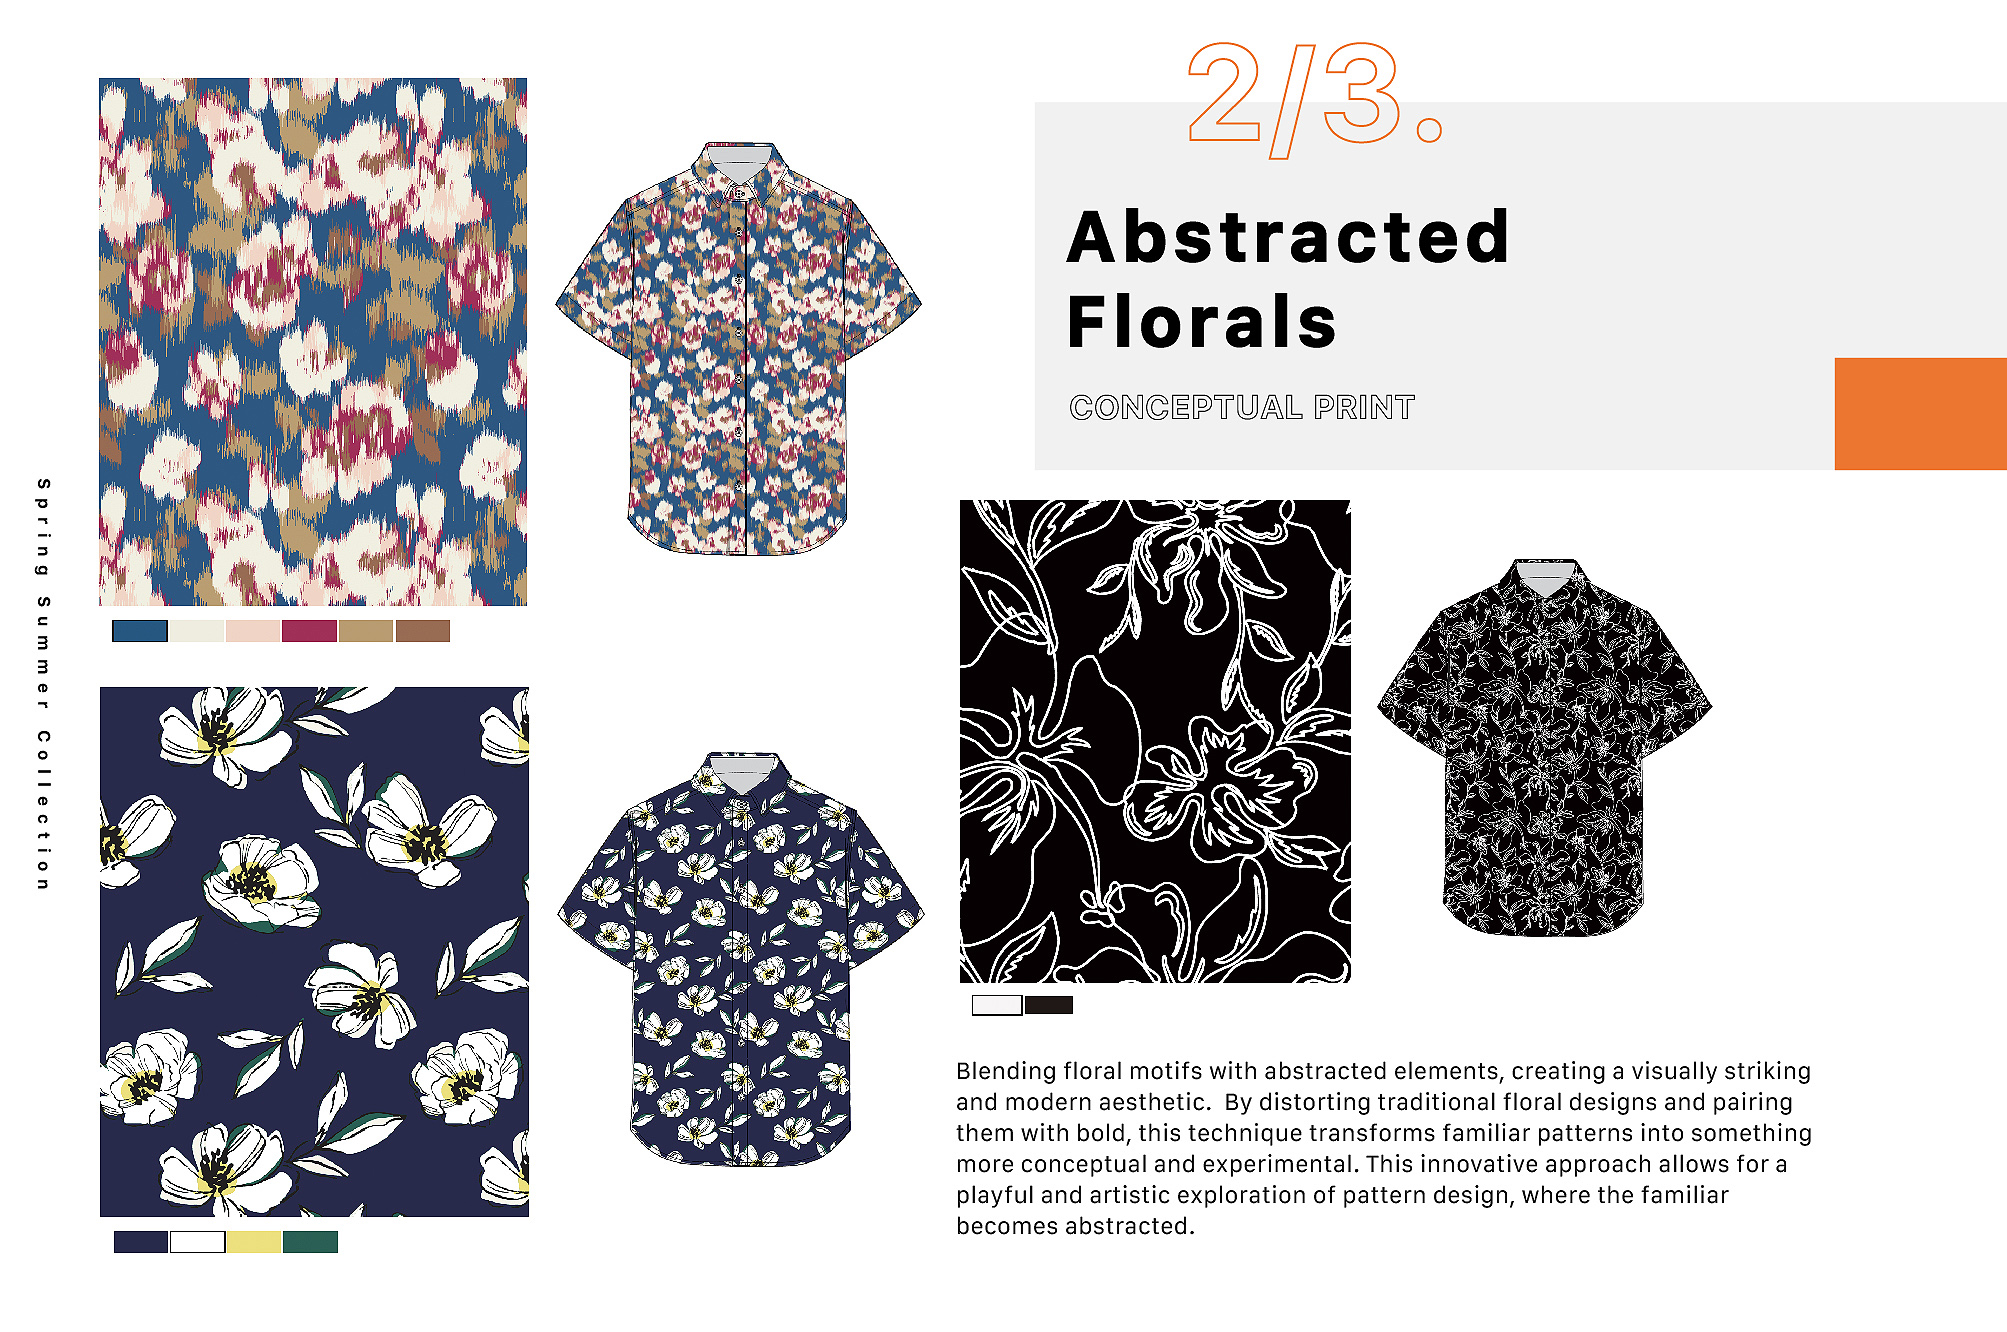 2/3.
Abstracted
Florals
CONCEPTUAL PRINT
Spring Summer Collection
Blending floral motifs with abstracted elements, creating a visually striking
and modern aesthetic.  By distorting traditional floral designs and pairing
them with bold, this technique transforms familiar patterns into something
more conceptual and experimental. This innovative approach allows for a
playful and artistic exploration of pattern design, where the familiar
becomes abstracted.